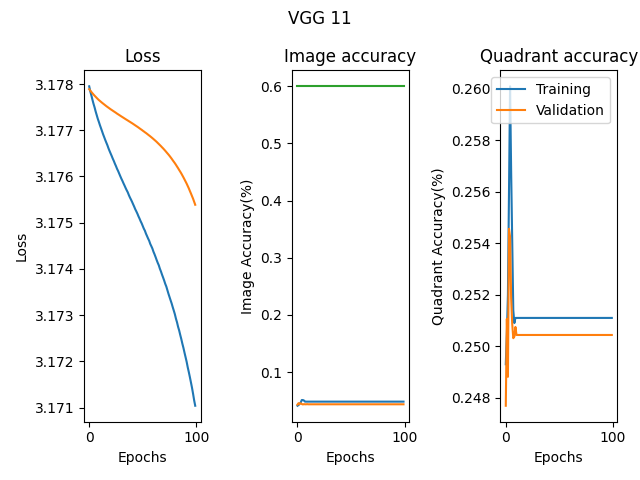 VGG 11
Loss
Image accuracy
Quadrant accuracy
3.178
3.177
3.176
3.175
3.174
3.173
3.172
3.171
Loss
0
100
Epochs
0.6
0.5
0.4
0.3
0.2
0.1
Image Accuracy(%)
0
100
Epochs
0.260
0.258
0.256
0.254
0.252
0.250
0.248
Quadrant Accuracy(%)
Training
Validation
0
100
Epochs